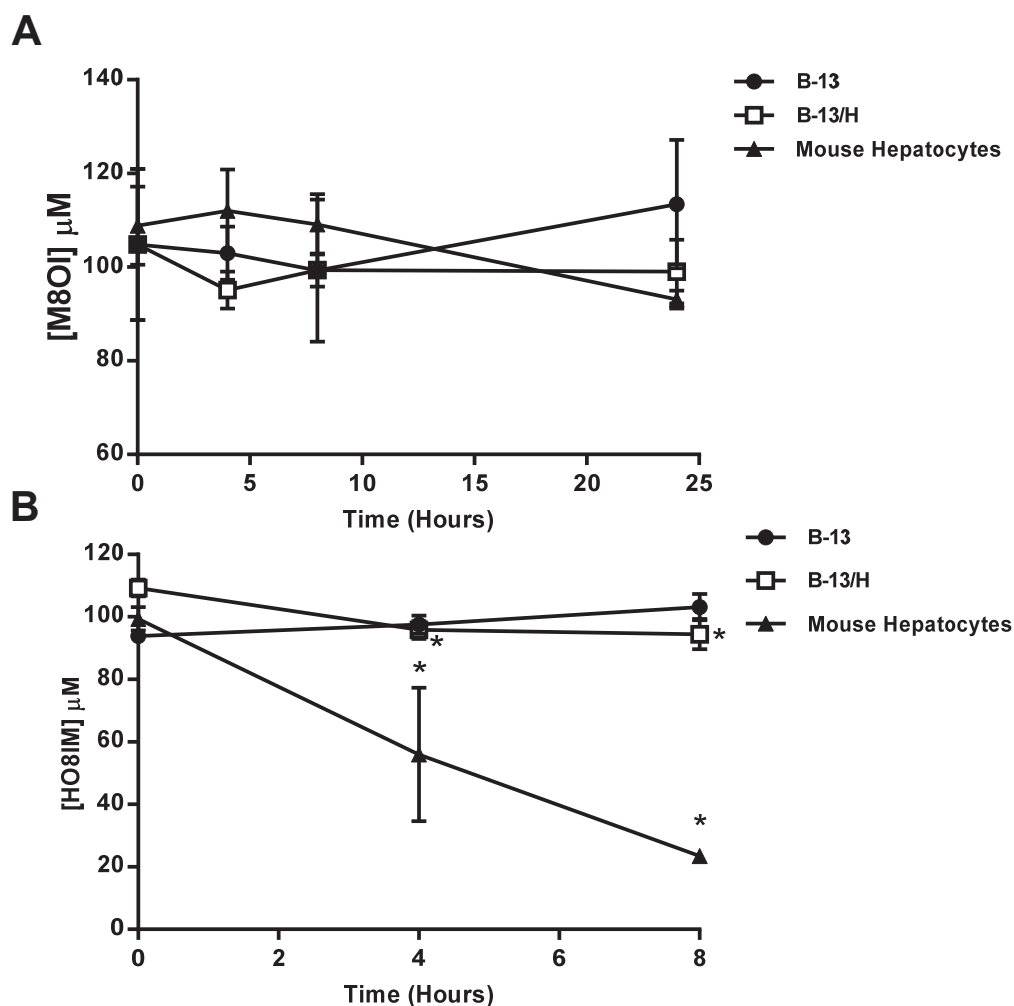 A
140
120
100
80
60
[M8OI] μM
0 5 10 15 20 25
Time (Hours)
B-13
B-13/H
Mouse Hepatocytes
B
120
100
80
60
40
20
0
[HO8IM] μM
* * * *
0 2 4 6 8
Time (Hours)
B-13
B-13/H
Mouse Hepatocytes